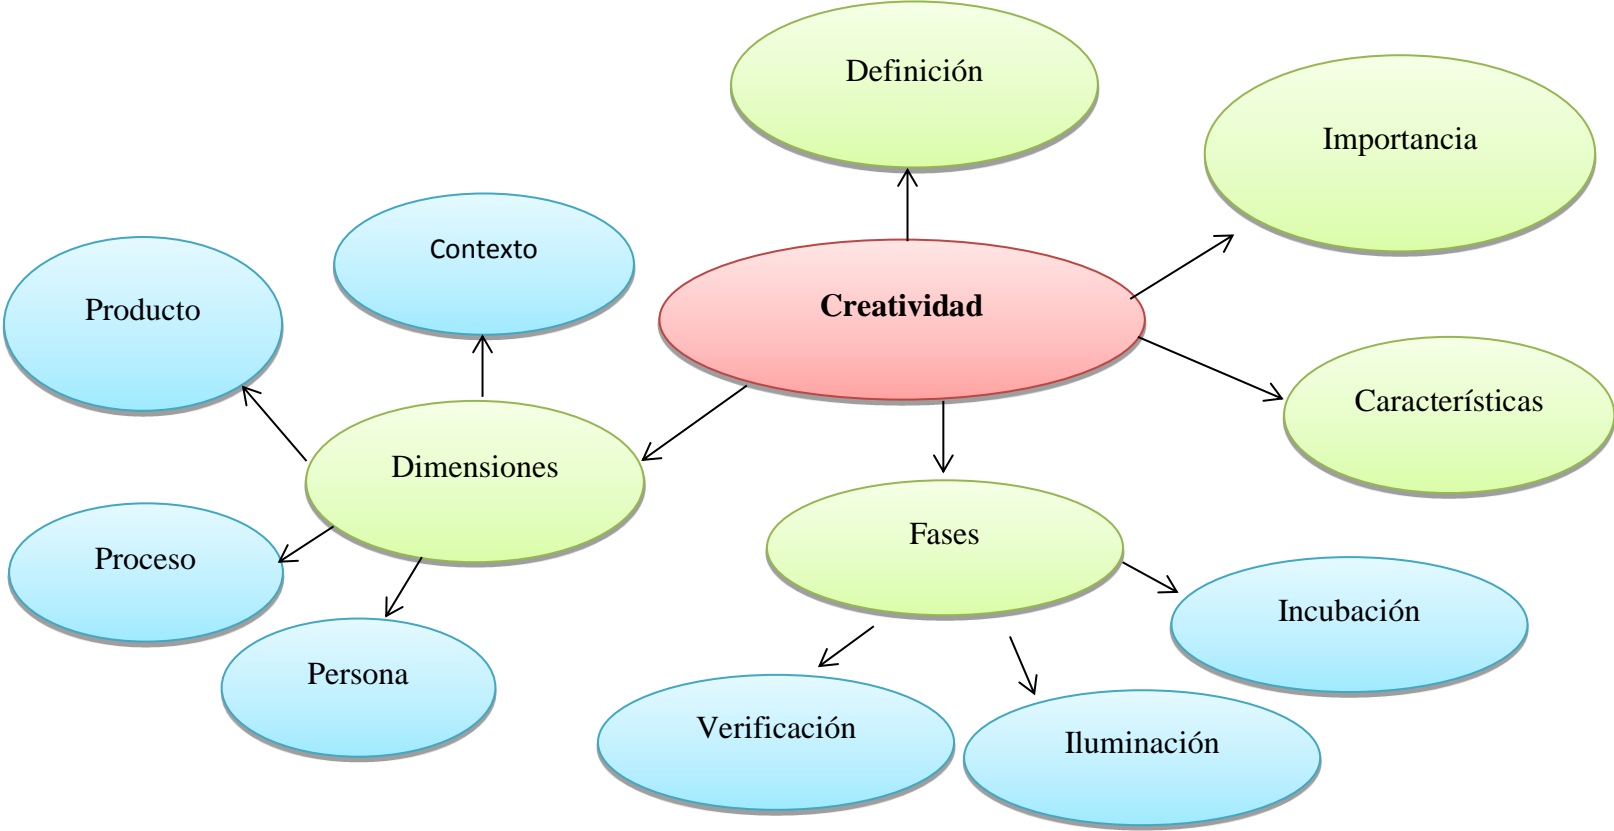 Definición
Importancia
Contexto
Producto
Creatividad
Características
Dimensiones
Fases
Proceso
Incubación
Persona
Verificación
Iluminación